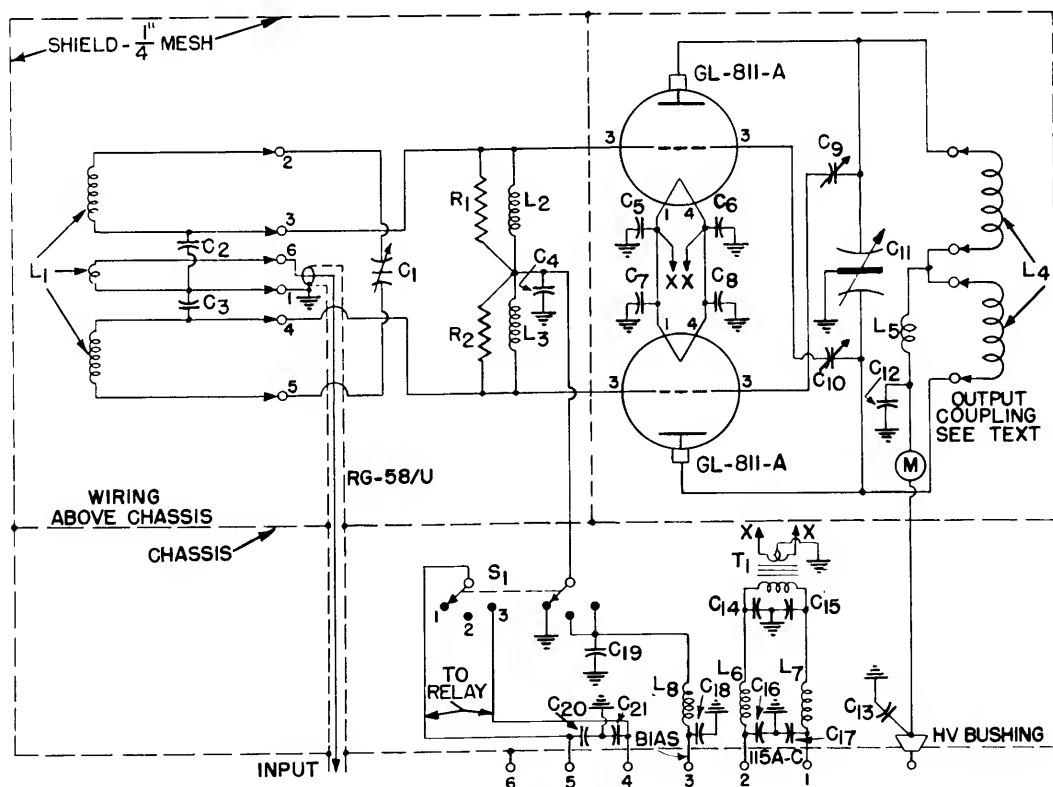 SHIELD - 1/4" MESH
GL-811-A
2
3
6
1
4
5
L1
C2
C3
C1
R1
L2
C4
R2
L3
3
3
C5
1
4
C6
X X
C7
C8
1
4
3
3
C9
C11
C10
L4
L5
C12
OUTPUT
COUPLING
SEE TEXT
M
GL-811-A
RG-58/U
WIRING
ABOVE CHASSIS
CHASSIS
S1
1
2
3
X
X
T1
C14
C15
C19
TO
RELAY
L8
C18
L6
C16
L7
C20
C21
C17
C13
HV BUSHING
BIAS
115A-C
INPUT
6
5
4
3
2
1